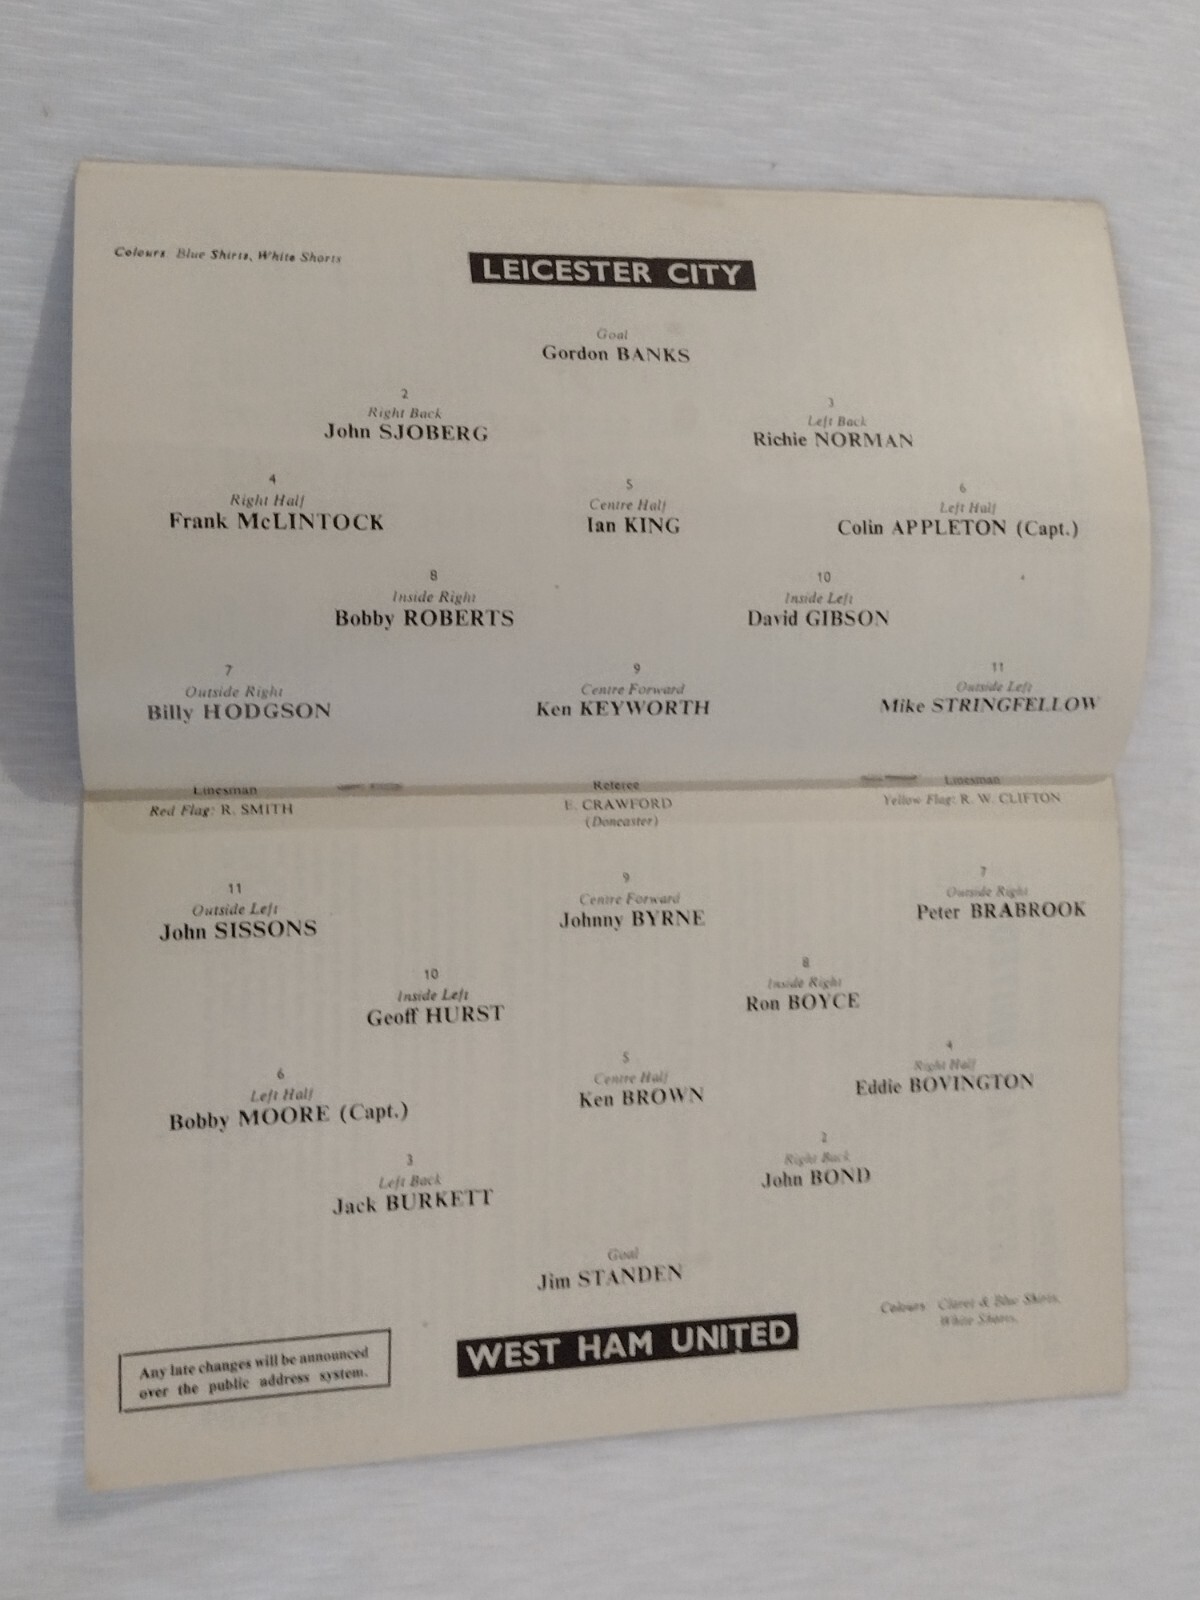 Colours: Blue Shirts, White Shorts
LEICESTER CITY
Goal
Gordon BANKS
2
Right Back
John SJOBERG
3
Left Back
Richie NORMAN
4
Right Half
Frank McLINTOCK
5
Centre Half
Ian KING
6
Left Half
Colin APPLETON (Capt.)
8
Inside Right
Bobby ROBERTS
10
Inside Left
David GIBSON
7
Outside Right
Billy HODGSON
9
Centre Forward
Ken KEYWORTH
11
Outside Left
Mike STRINGFELLOW
Linesman
Red Flag: R. SMITH
Referee
E. CRAWFORD
(Doncaster)
Linesman
Yellow Flag: R. W. CLIFTON
11
Outside Left
John SISSONS
9
Centre Forward
Johnny BYRNE
7
Outside Right
Peter BRABROOK
10
Inside Left
Geoff HURST
8
Inside Right
Ron BOYCE
6
Left Half
Bobby MOORE (Capt.)
5
Centre Half
Ken BROWN
4
Right Half
Eddie BOVINGTON
3
Left Back
Jack BURKETT
2
Right Back
John BOND
Goal
Jim STANDEN
Colours: Claret & Blue Shirts,
White Shorts.
WEST HAM UNITED
Any late changes will be announced
over the public address system.